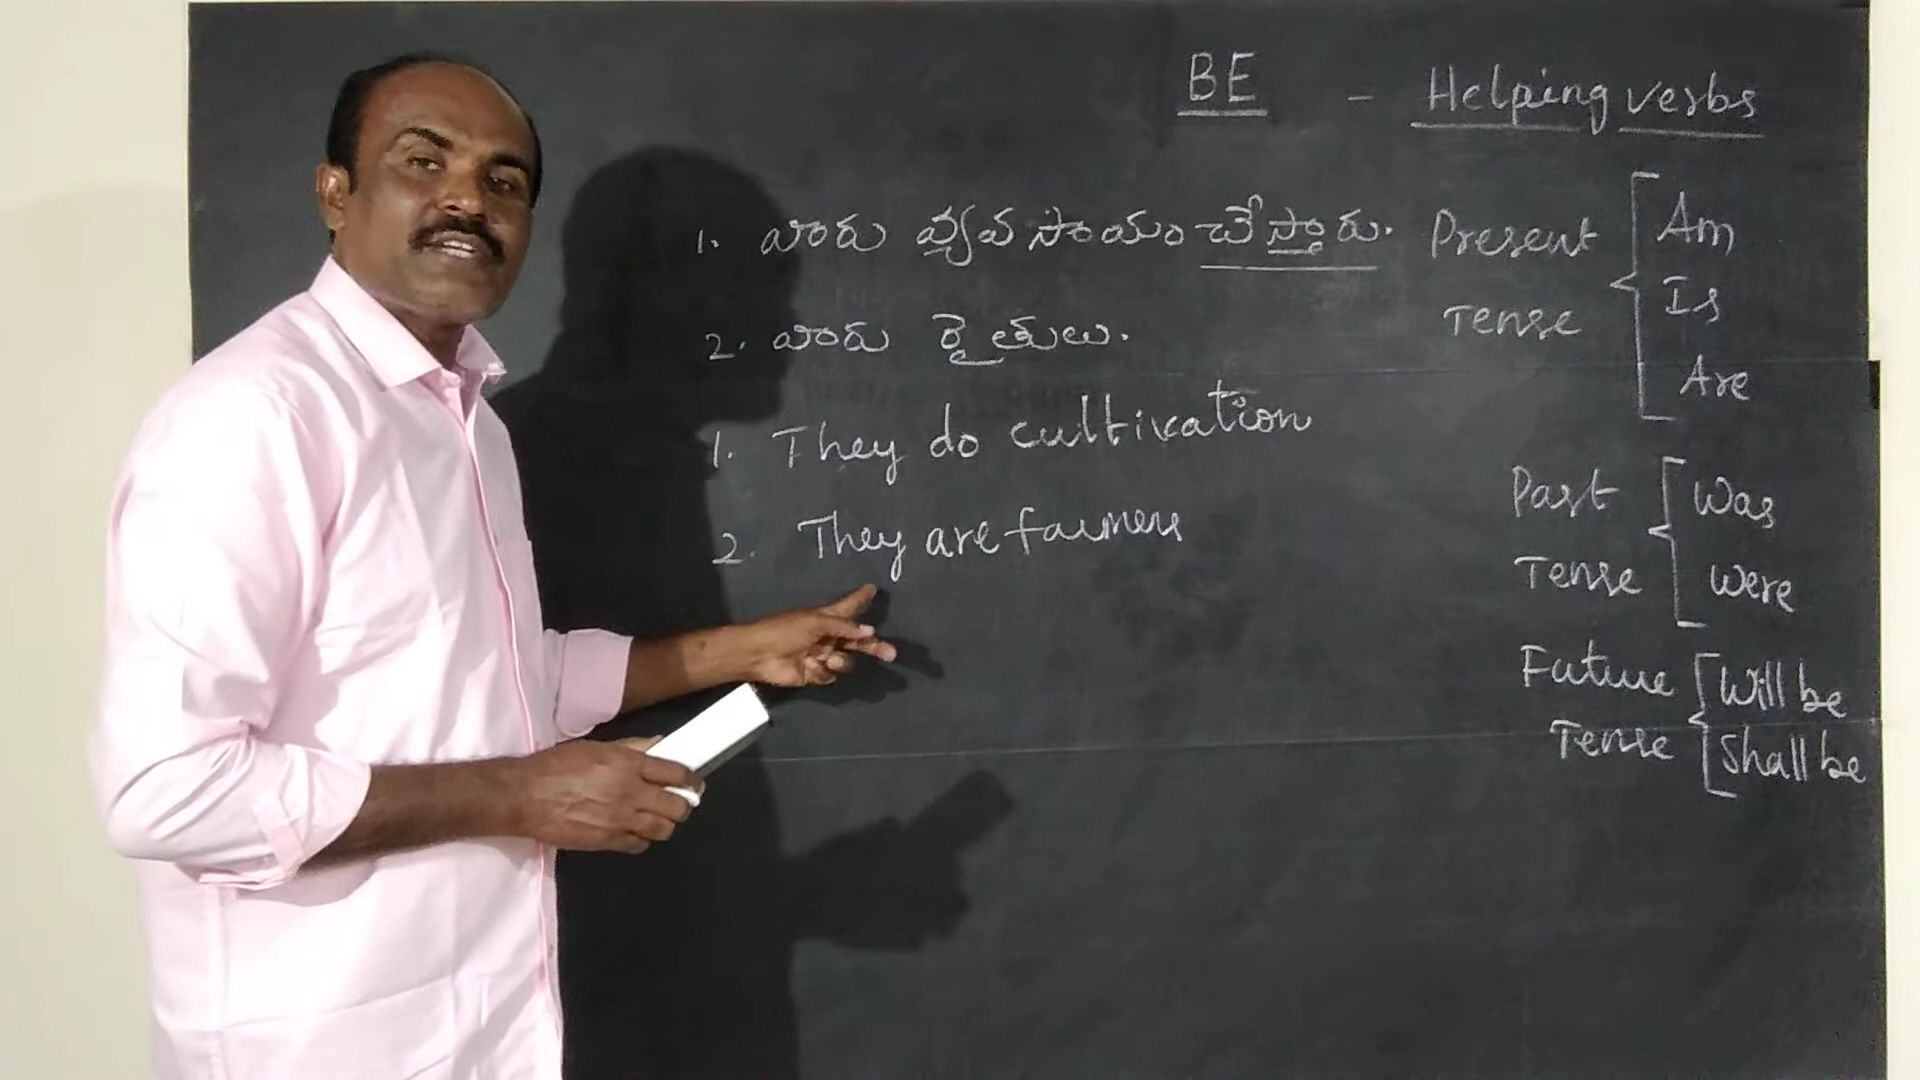 BE - Helping verbs
1. వారు వ్యవసాయం చేస్తారు.
2. వారు రైతులు.
1. They do cultivation
2. They are farmers
Present
Tense
Am
Is
Are
Past
Tense
Was
Were
Future
Tense
Will be
Shall be